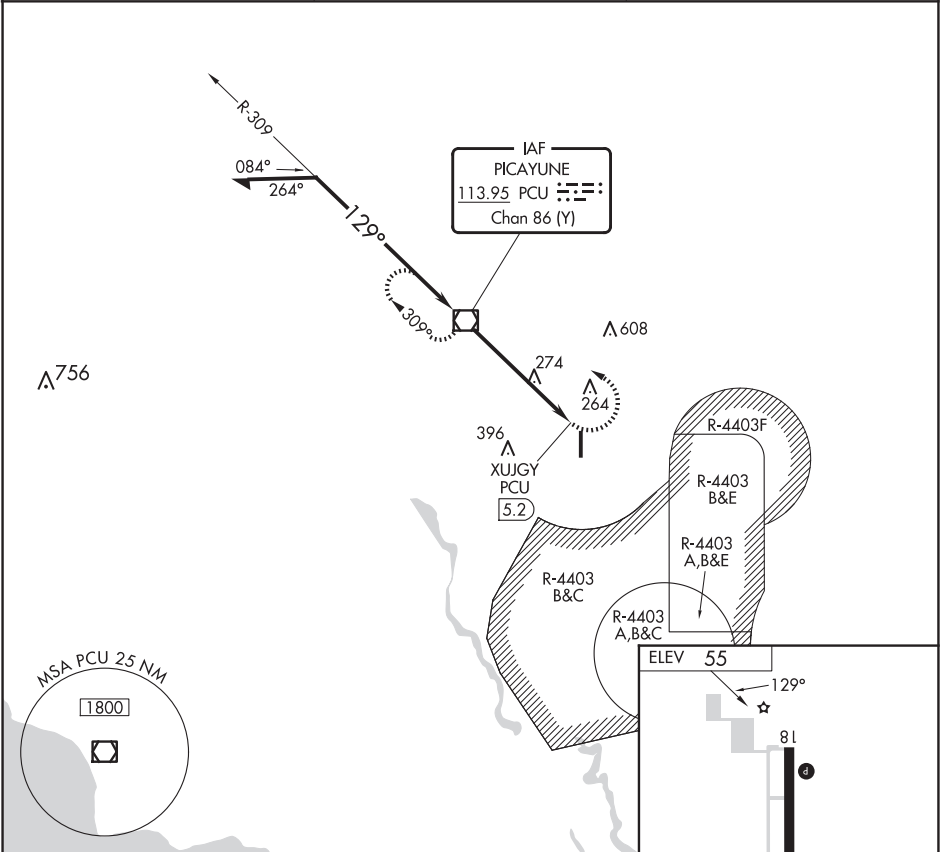 R-309
084°
264°
129°
309°
IAF
PICAYUNE
113.95 PCU
Chan 86 (Y)
608
756
274
264
396
XUJGY
PCU
5.2
R-4403F
R-4403
B&E
R-4403
A,B&E
R-4403
B&C
R-4403
A,B&C
MSA PCU 25 NM
1800
ELEV 55
129°
18
P